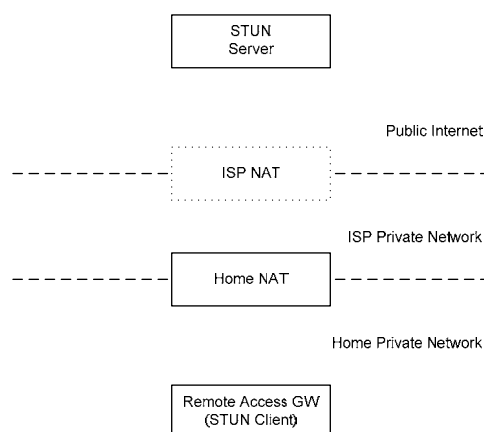 STUN
Server
Public Internet
ISP NAT
ISP Private Network
Home NAT
Home Private Network
Remote Access GW
(STUN Client)